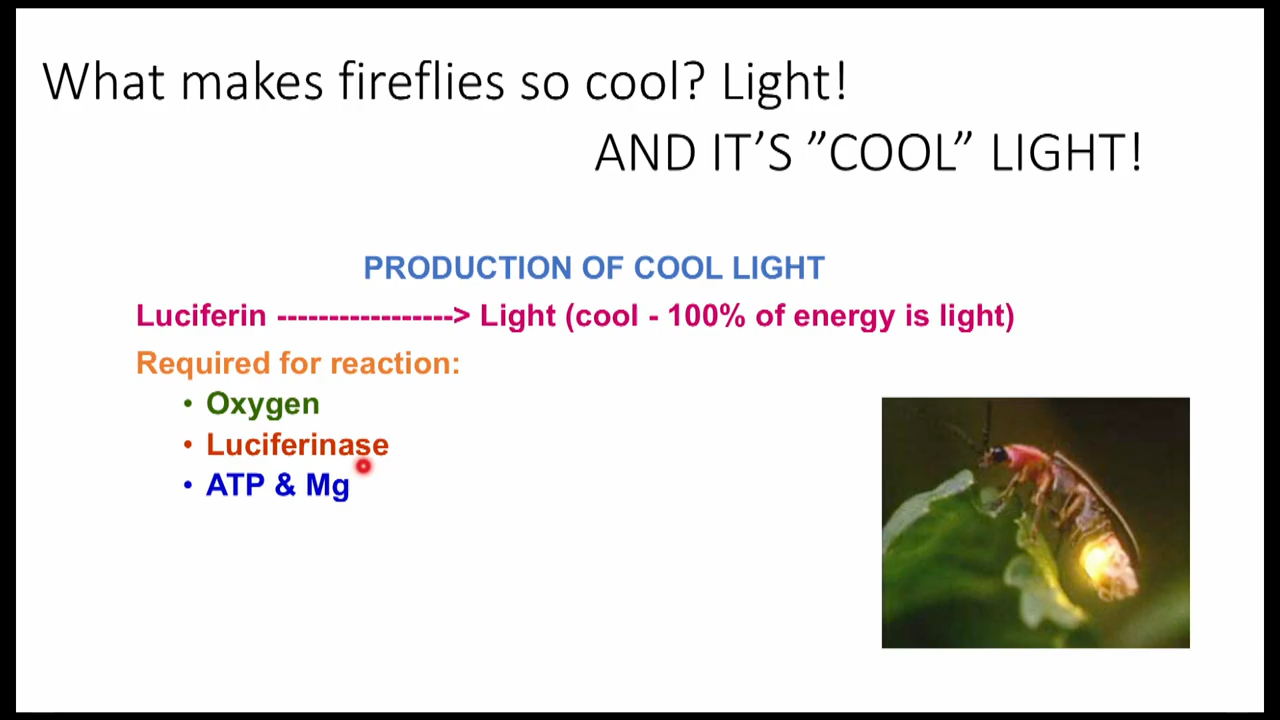 What makes fireflies so cool? Light!
AND IT'S ”COOL” LIGHT!
PRODUCTION OF COOL LIGHT
Luciferin -----------------> Light (cool - 100% of energy is light)
Required for reaction:
• Oxygen
• Luciferinase
• ATP & Mg